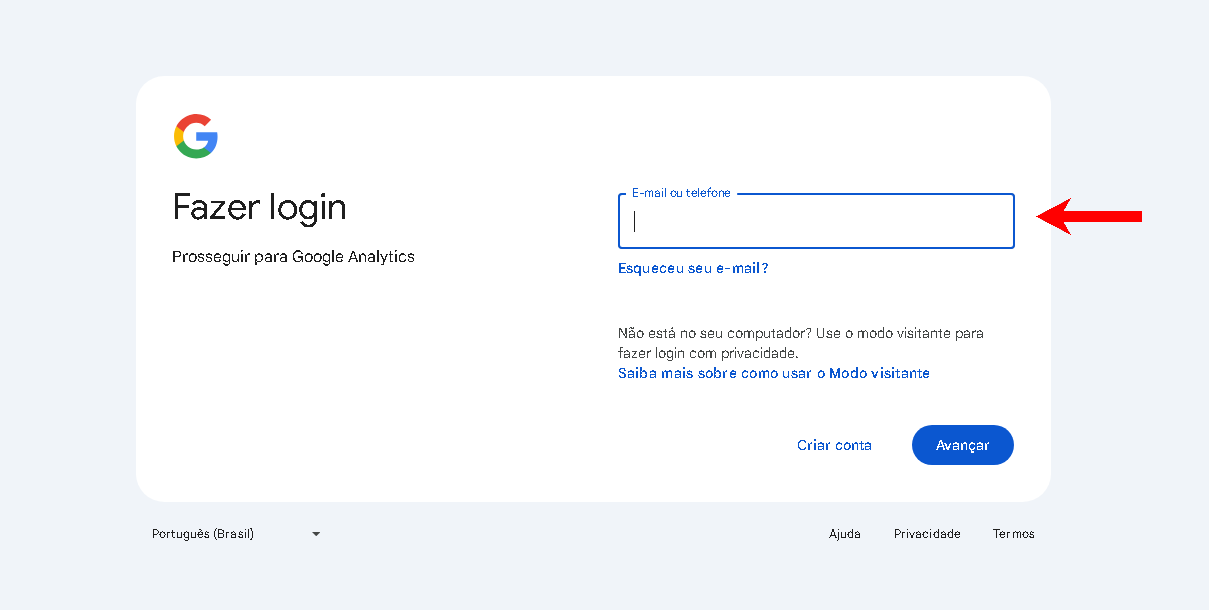 Fazer login
Prosseguir para Google Analytics
E-mail ou telefone
Esqueceu seu e-mail?
Não está no seu computador? Use o modo visitante para
fazer login com privacidade.
Saiba mais sobre como usar o Modo visitante
Criar conta
Avançar
Português (Brasil)
Ajuda
Privacidade
Termos